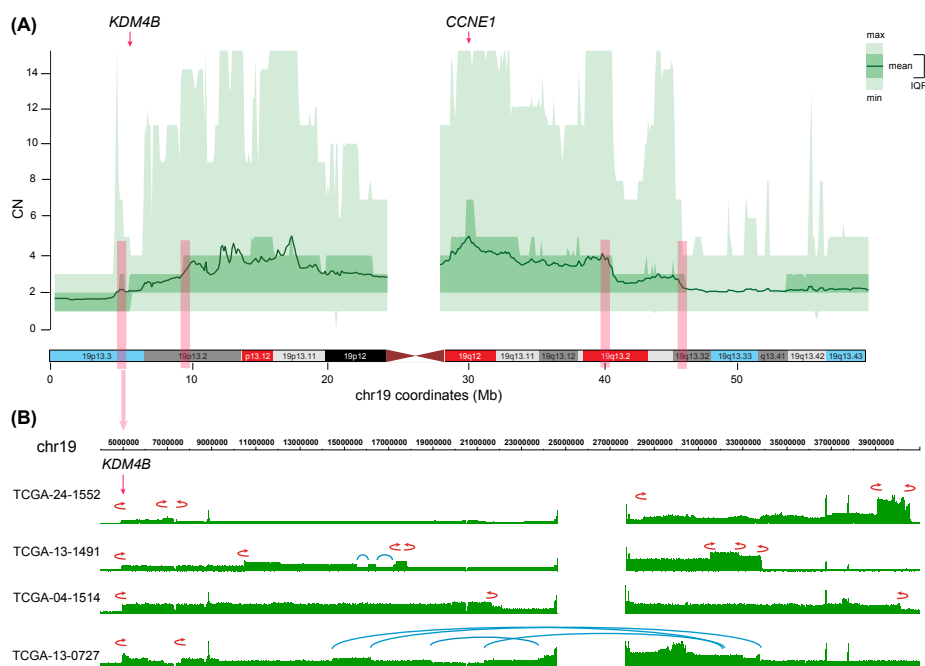 KDM4B CCNE1
(A)
max
mean
IQR
min
14
12
10
8
6
4
2
0
CN
19p13.3 19p13.2 p13.12 19p13.11 19p12 19q12 19q13.11 19q13.12 19q13.2 19q13.32 19q13.33 q13.41 19q13.42 19q13.43
0 10 20 30 40 50
chr19 coordinates (Mb)
(B)
chr19 5000000 7000000 9000000 11000000 13000000 15000000 17000000 19000000 21000000 23000000 25000000 27000000 29000000 31000000 33000000 35000000 37000000 39000000
KDM4B
TCGA-24-1552
TCGA-13-1491
TCGA-04-1514
TCGA-13-0727